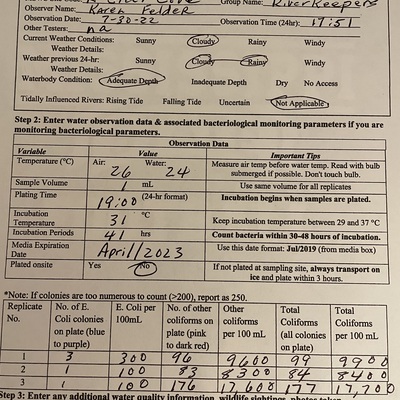 Group Name: RiverKeepers
Observer Name: Karen Felder
Observation Date: 7-30-22 Observation Time (24hr): 17:51
Other Testers: na
Current Weather Conditions: Sunny Cloudy Rainy Windy
Weather Details:
Weather previous 24-hr: Sunny Cloudy Rainy Windy
Weather Details:
Waterbody Condition: Adequate Depth Inadequate Depth Dry No Access
Tidally Influenced Rivers: Rising Tide Falling Tide Uncertain Not Applicable
Step 2: Enter water observation data & associated bacteriological monitoring parameters if you are
monitoring bacteriological parameters.
Observation Data
Variable Value Important Tips
Temperature (°C) Air: 26 Water: 24 Measure air temp before water temp. Read with bulb
submerged if possible. Don't touch bulb.
Sample Volume 1 mL Use same volume for all replicates
Plating Time 19:00 (24-hr format) Incubation begins when samples are plated.
Incubation
Temperature 31 °C Keep incubation temperature between 29 and 37 °C
Incubation Periods 41 hrs Count bacteria within 30-48 hours of incubation.
Media Expiration
Date April/2023 Use this date format: Jul/2019 (from media box)
Plated onsite Yes No If not plated at sampling site, always transport on
ice and plate within 3 hours.
*Note: If colonies are too numerous to count (>200), report as 250.
Replicate No. No. of E. Coli colonies on plate (blue to purple) E. Coli per 100mL No. of other coliforms on plate (pink to dark red) Other coliforms per 100 mL Total Coliforms (all colonies on plate) Total Coliforms per 100 mL
1 3 300 96 9600 99 9900
2 1 100 83 8300 84 8400
3 1 100 176 17,600 177 17,700
Step 3: Enter any additional water quality information, wildlife sightings, photos taken